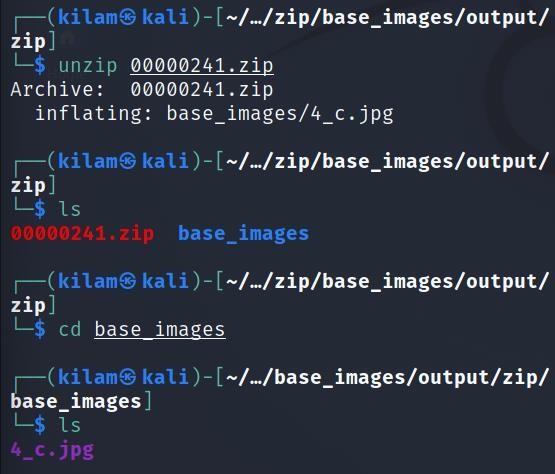 ┌──(kilam㉿kali)-[~/…/zip/base_images/output/
zip]
└─$ unzip 00000241.zip
Archive:  00000241.zip
  inflating: base_images/4_c.jpg
┌──(kilam㉿kali)-[~/…/zip/base_images/output/
zip]
└─$ ls
00000241.zip  base_images
┌──(kilam㉿kali)-[~/…/zip/base_images/output/
zip]
└─$ cd base_images
┌──(kilam㉿kali)-[~/…/base_images/output/zip/
base_images]
└─$ ls
4_c.jpg